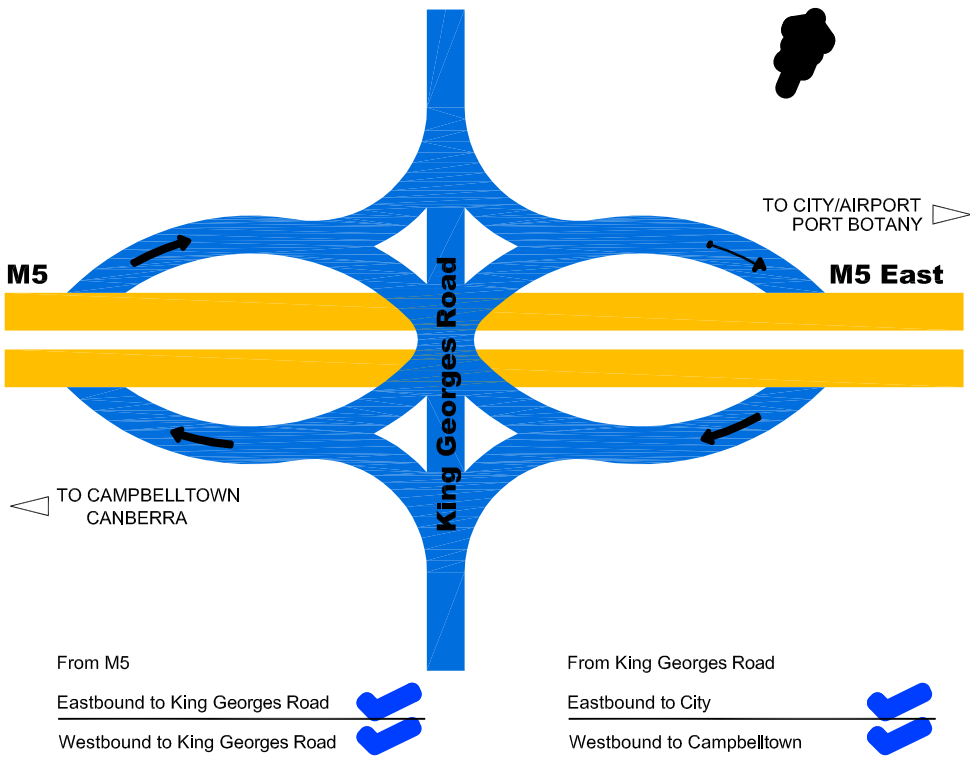 TO CITY/AIRPORT
PORT BOTANY
M5
M5 East
King Georges Road
TO CAMPBELLTOWN
CANBERRA
From M5
Eastbound to King Georges Road
Westbound to King Georges Road
From King Georges Road
Eastbound to City
Westbound to Campbelltown